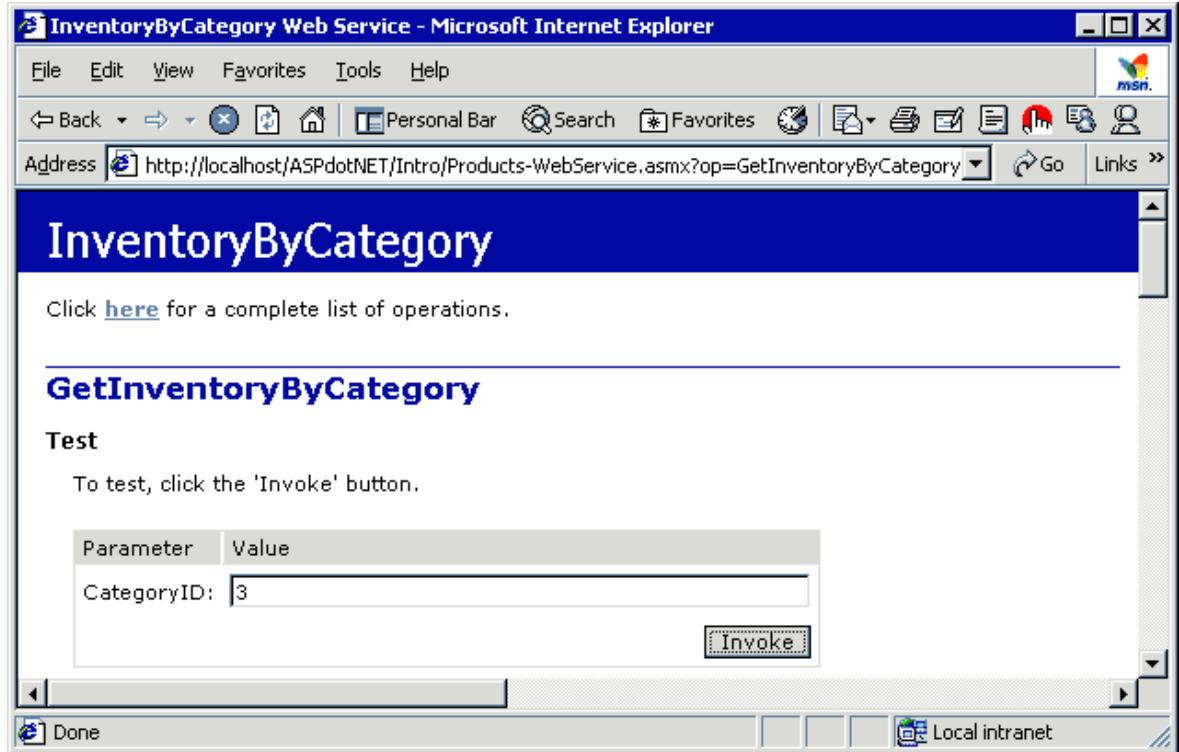 InventoryByCategory Web Service - Microsoft Internet Explorer
File Edit View Favorites Tools Help
msn.
Back Personal Bar Search Favorites
Address http://localhost/ASPdotNET/Intro/Products-WebService.asmx?op=GetInventoryByCategory Go Links »
InventoryByCategory
Click here for a complete list of operations.
GetInventoryByCategory
Test
To test, click the 'Invoke' button.
Parameter Value
CategoryID: 3
Invoke
Done Local intranet